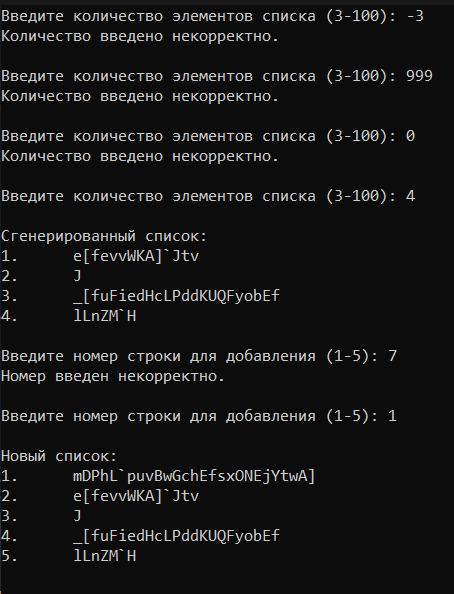 Введите количество элементов списка (3-100): -3
Количество введено некорректно.
Введите количество элементов списка (3-100): 999
Количество введено некорректно.
Введите количество элементов списка (3-100): 0
Количество введено некорректно.
Введите количество элементов списка (3-100): 4
Сгенерированный список:
1. e[fevvWKA]`Jtv
2. J
3. _[fuFiedHcLPddKUQFyobEf
4. lLnZM`H
Введите номер строки для добавления (1-5): 7
Номер введен некорректно.
Введите номер строки для добавления (1-5): 1
Новый список:
1. mDPhL`puvBwGchEfsxONEjYtwA]
2. e[fevvWKA]`Jtv
3. J
4. _[fuFiedHcLPddKUQFyobEf
5. lLnZM`H